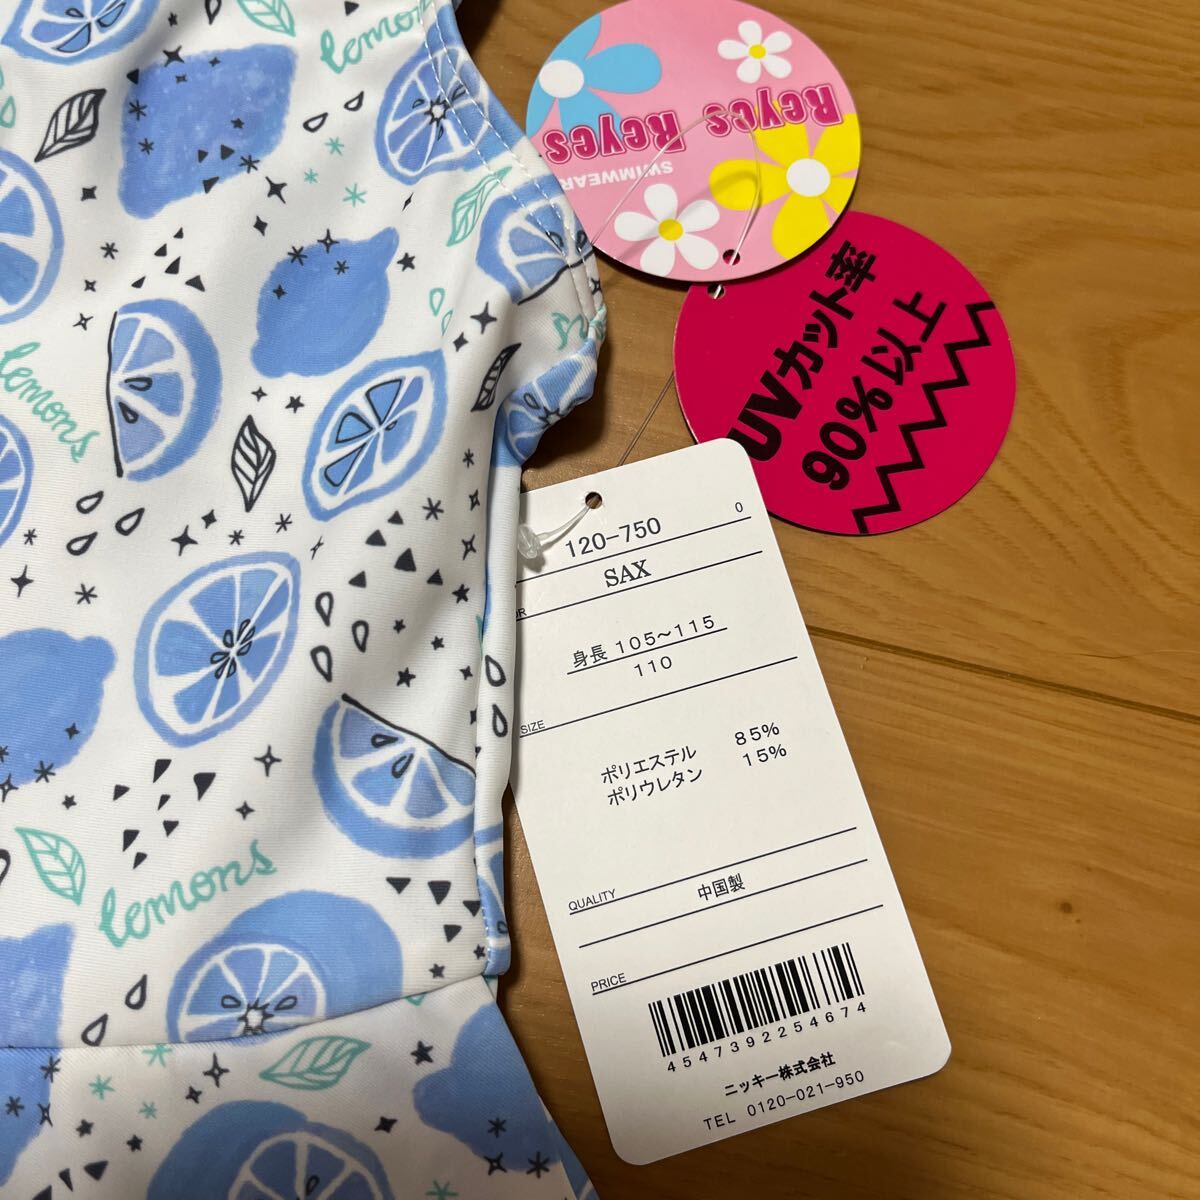 lemons
lemons
lemons
Reyes Reyes
SWIMWEAR
UVカット率
90%以上
120-750
0
SAX
身長 105~115
110
SIZE
ポリエステル 85%
ポリウレタン 15%
QUALITY
中国製
PRICE
4547392254674
ニッキー株式会社
TEL 0120-021-950